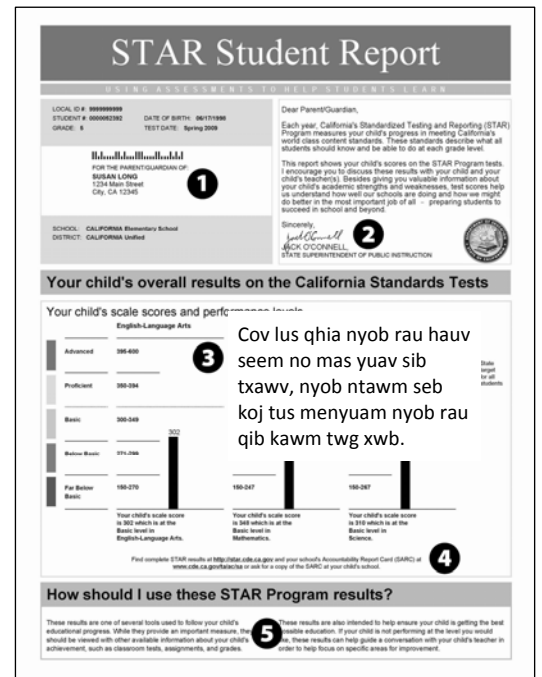 STAR Student Report
USING ASSESSMENTS TO HELP STUDENTS LEARN
LOCAL ID #: 9999999999
STUDENT # 0000052392 DATE OF BIRTH: 06/17/1998
GRADE: 5 TEST DATE: Spring 2009
FOR THE PARENT/GUARDIAN OF:
SUSAN LONG
1234 Main Street
City, CA 12345
1
SCHOOL: CALIFORNIA Elementary School
DISTRICT: CALIFORNIA Unified
Dear Parent/Guardian,
Each year, California's Standardized Testing and Reporting (STAR)
Program measures your child's progress in meeting California's
world class content standards. These standards describe what all
students should know and be able to do at each grade level.
This report shows your child's scores on the STAR Program tests.
I encourage you to discuss these results with your child and your
child's teacher(s). Besides giving you valuable information about
your child's academic strengths and weaknesses, test scores help
us understand how well our schools are doing and how we might
do better in the most important job of all - preparing students to
succeed in school and beyond.
Sincerely,
2
JACK O'CONNELL,
STATE SUPERINTENDENT OF PUBLIC INSTRUCTION
Your child's overall results on the California Standards Tests
Your child's scale scores and performance levels
English-Language Arts
Advanced 395-600
3
Cov lus qhia nyob rau hauv
seem no mas yuav sib
txawv, nyob ntawm seb
koj tus menyuam nyob rau
qib kawm twg xwb.
State
target
for all
students
Proficient 350-394
Basic 300-349
302
Below Basic 271-299
Far Below
Basic
150-270 150-247 150-267
Your child's scale score
is 302 which is at the
Basic level in
English-Language Arts.
Your child's scale score
is 348 which is at the
Basic level in
Mathematics.
Your child's scale score
is 310 which is at the
Basic level in
Science.
Find complete STAR results at http://star.cde.ca.gov and your school's Accountability Report Card (SARC) at
www.cde.ca.gov/ta/ac/sa or ask for a copy of the SARC at your child's school.
4
How should I use these STAR Program results?
These results are one of several tools used to follow your child's
educational progress. While they provide an important measure, they
should be viewed with other available information about your child's
achievement, such as classroom tests, assignments, and grades.
5
These results are also intended to help ensure your child is getting the best
possible education. If your child is not performing at the level you would
like, these results can help guide a conversation with your child's teacher in
order to help focus on specific areas for improvement.